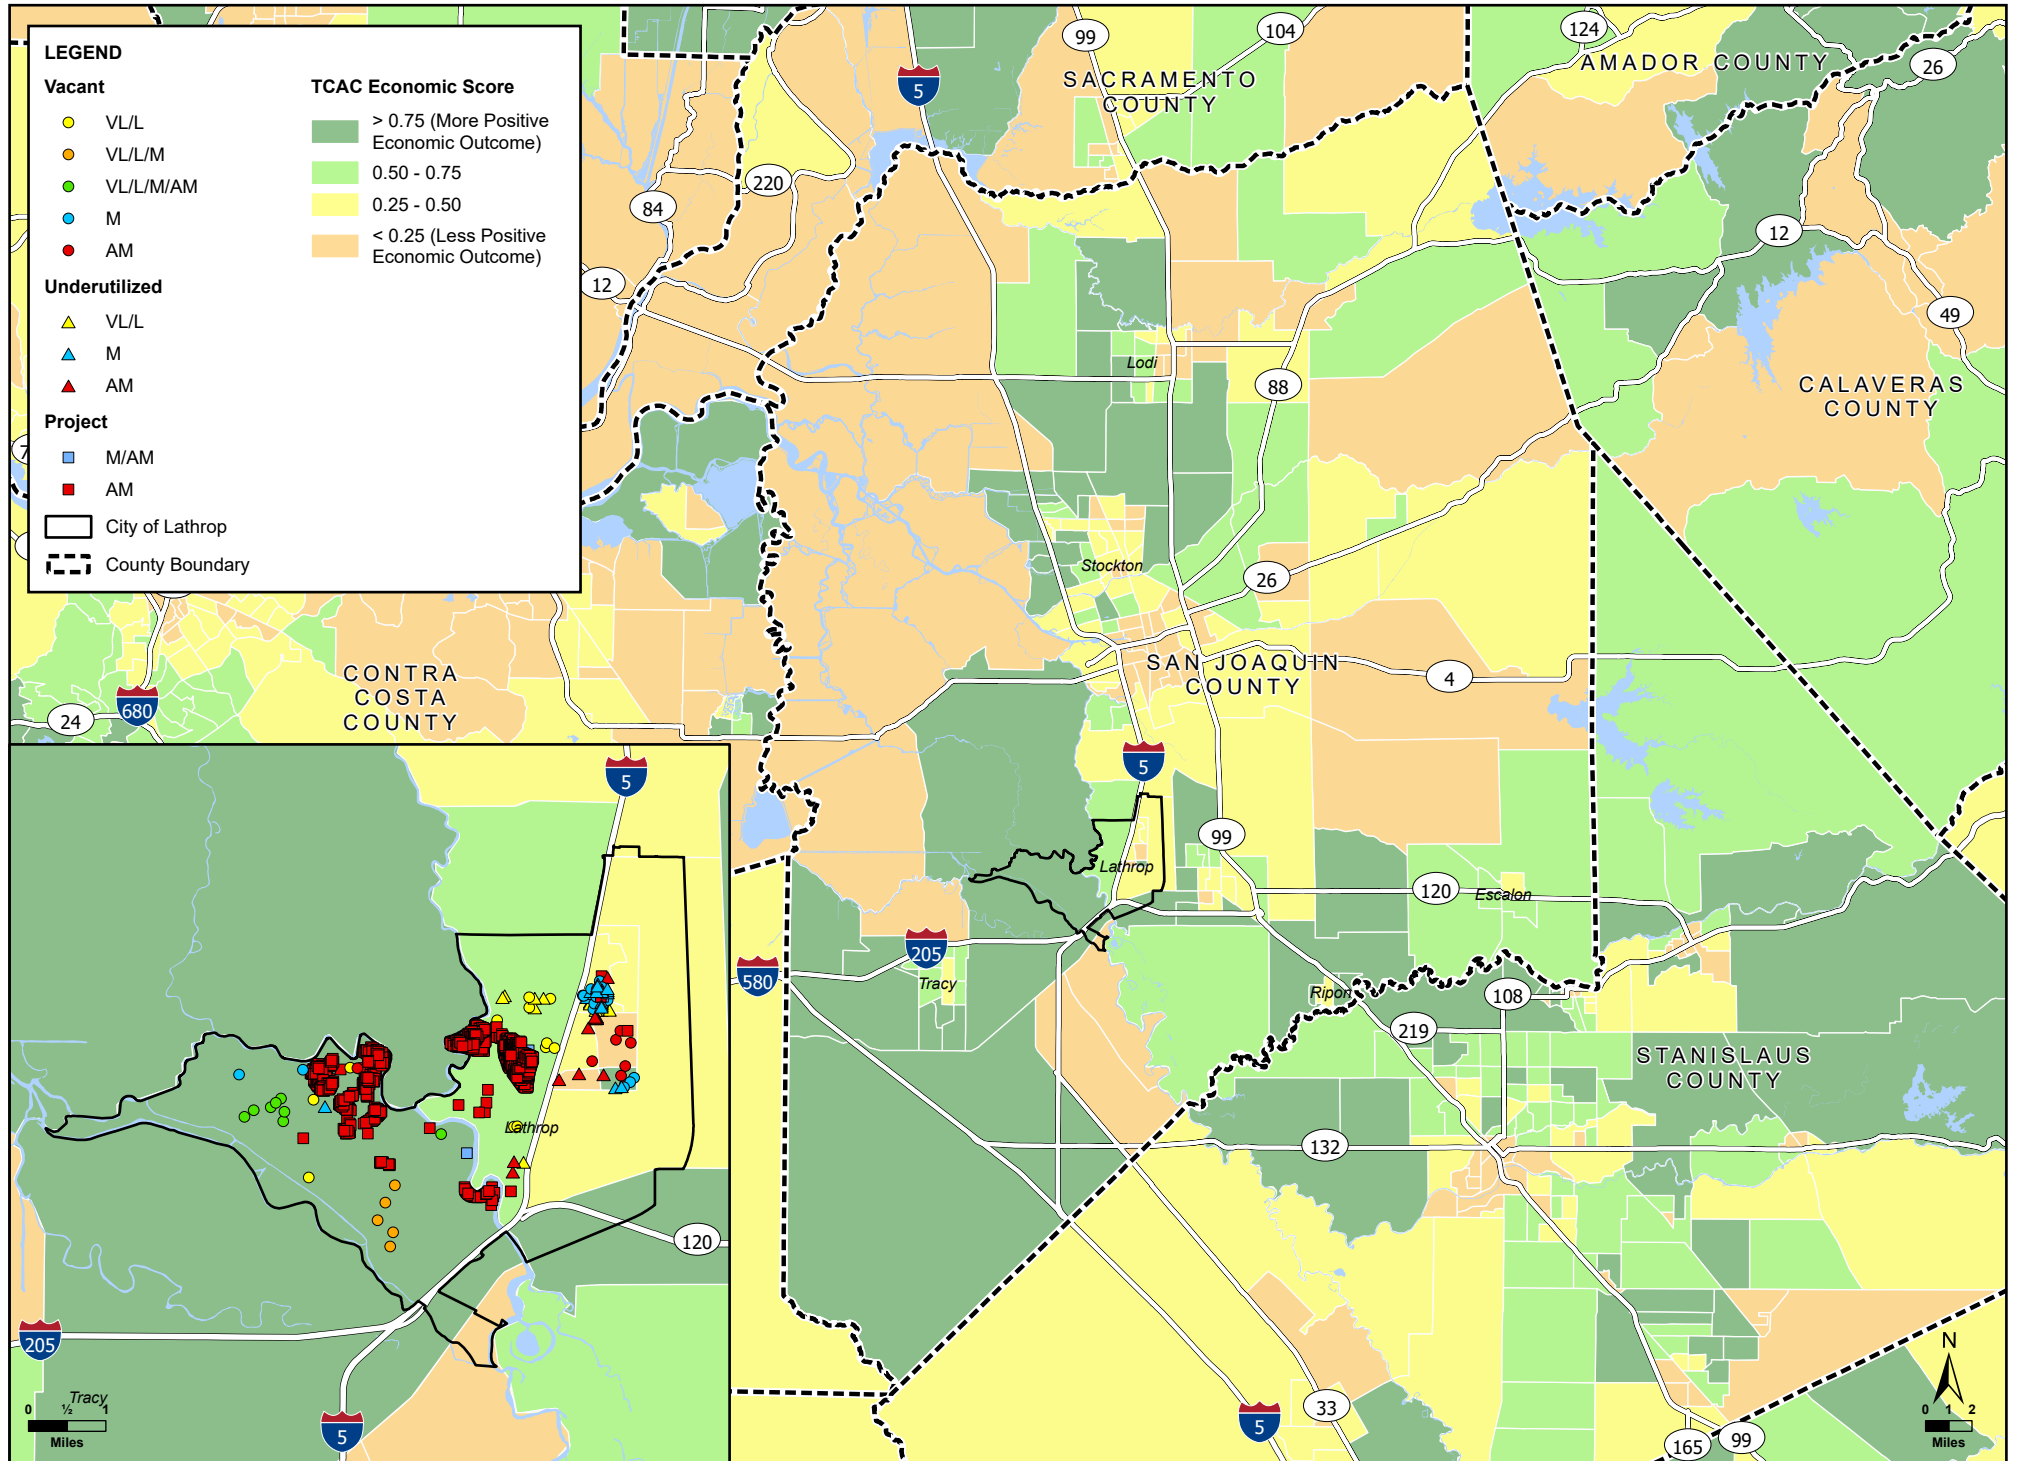 LEGEND
Vacant
VL/L
VL/L/M
VL/L/M/AM
M
AM
Underutilized
VL/L
M
AM
Project
M/AM
AM
City of Lathrop
County Boundary
TCAC Economic Score
> 0.75 (More Positive
Economic Outcome)
0.50 - 0.75
0.25 - 0.50
< 0.25 (Less Positive
Economic Outcome)
99
104
124
26
5
SACRAMENTO
COUNTY
AMADOR COUNTY
220
84
12
12
49
Lodi
88
CALAVERAS
COUNTY
Stockton
26
SAN JOAQUIN
COUNTY
4
CONTRA
COSTA
COUNTY
24
680
5
99
Lathrop
120
Escalon
205
580
Tracy
Ripon
108
219
STANISLAUS
COUNTY
132
33
5
165
99
N
0 1 2
Miles
5
Lathrop
120
205
5
Tracy
0 ½ 1
Miles